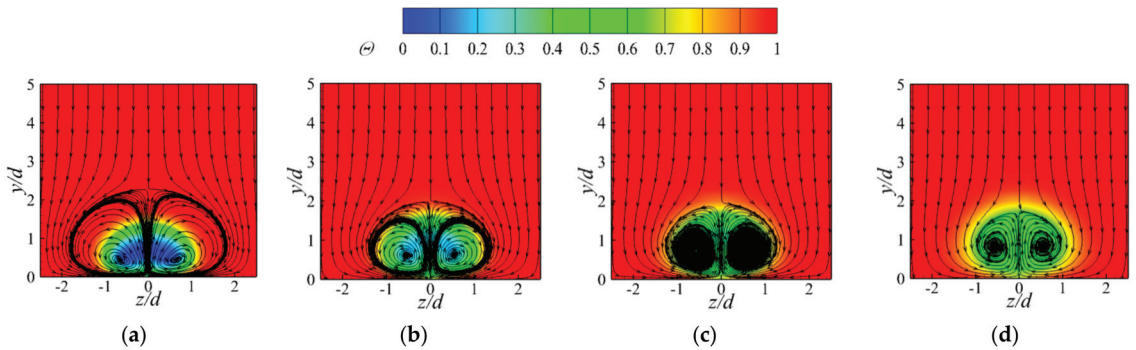 Θ 0 0.1 0.2 0.3 0.4 0.5 0.6 0.7 0.8 0.9 1
5 5 5 5
4 4 4 4
3 3 3 3
y/d y/d y/d y/d
2 2 2 2
1 1 1 1
0 0 0 0
-2 -1 0 1 2 -2 -1 0 1 2 -2 -1 0 1 2 -2 -1 0 1 2
z/d z/d z/d z/d
(a) (b) (c) (d)